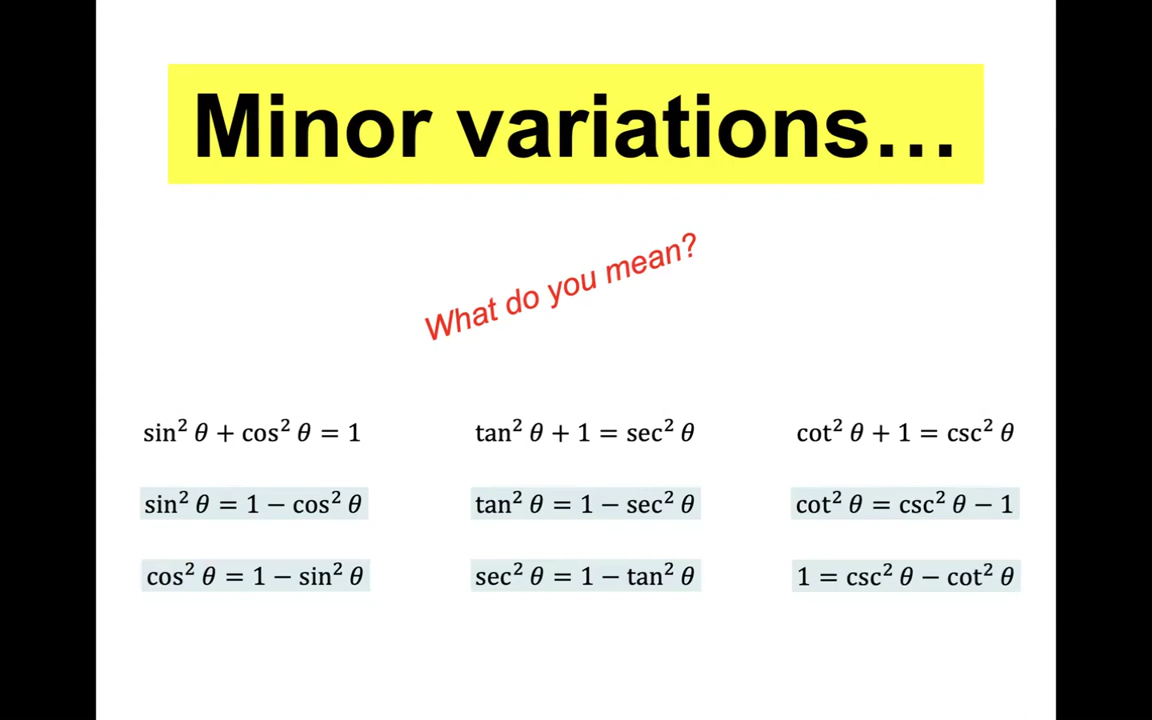 Minor variations...
What do you mean?
sin² θ + cos² θ = 1
tan² θ + 1 = sec² θ
cot² θ + 1 = csc² θ
sin² θ = 1 − cos² θ
tan² θ = 1 − sec² θ
cot² θ = csc² θ − 1
cos² θ = 1 − sin² θ
sec² θ = 1 − tan² θ
1 = csc² θ − cot² θ